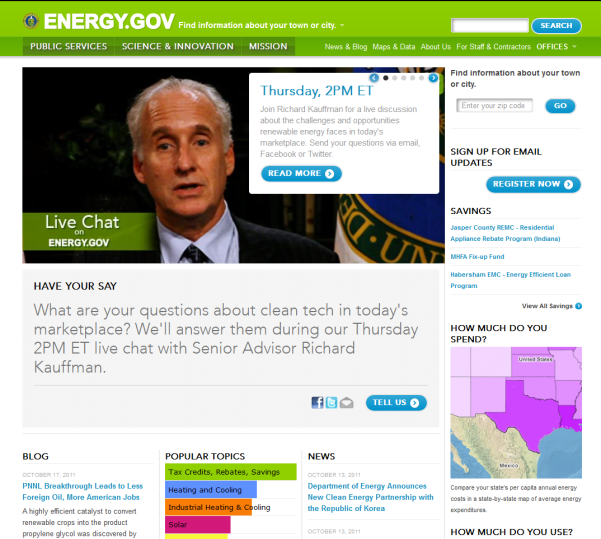 ENERGY.GOV Find information about your town or city.
SEARCH
PUBLIC SERVICES SCIENCE & INNOVATION MISSION
News & Blog Maps & Data About Us For Staff & Contractors OFFICES
Thursday, 2PM ET
Join Richard Kauffman for a live discussion
about the challenges and opportunities
renewable energy faces in today's
marketplace. Send your questions via email,
Facebook or Twitter.
READ MORE
Live Chat
on
ENERGY.GOV
HAVE YOUR SAY
What are your questions about clean tech in today's
marketplace? We'll answer them during our Thursday
2PM ET live chat with Senior Advisor Richard
Kauffman.
TELL US
BLOG
OCTOBER 17, 2011
PNNL Breakthrough Leads to Less
Foreign Oil, More American Jobs
A highly efficient catalyst to convert
renewable crops into the product
propylene glycol was discovered by
POPULAR TOPICS
Tax Credits, Rebates, Savings
Heating and Cooling
Industrial Heating & Cooling
Solar
NEWS
OCTOBER 13, 2011
Department of Energy Announces
New Clean Energy Partnership with
the Republic of Korea
OCTOBER 13, 2011
Find information about your town
or city.
Enter your zip code
GO
SIGN UP FOR EMAIL
UPDATES
REGISTER NOW
SAVINGS
Jasper County REMC - Residential
Appliance Rebate Program (Indiana)
MHFA Fix-up Fund
Habersham EMC - Energy Efficient Loan
Program
View All Savings
HOW MUCH DO YOU
SPEND?
United States
Mexico
Compare your state's per capita annual energy
costs in a state-by-state map of average energy
expenditures.
HOW MUCH DO YOU USE?